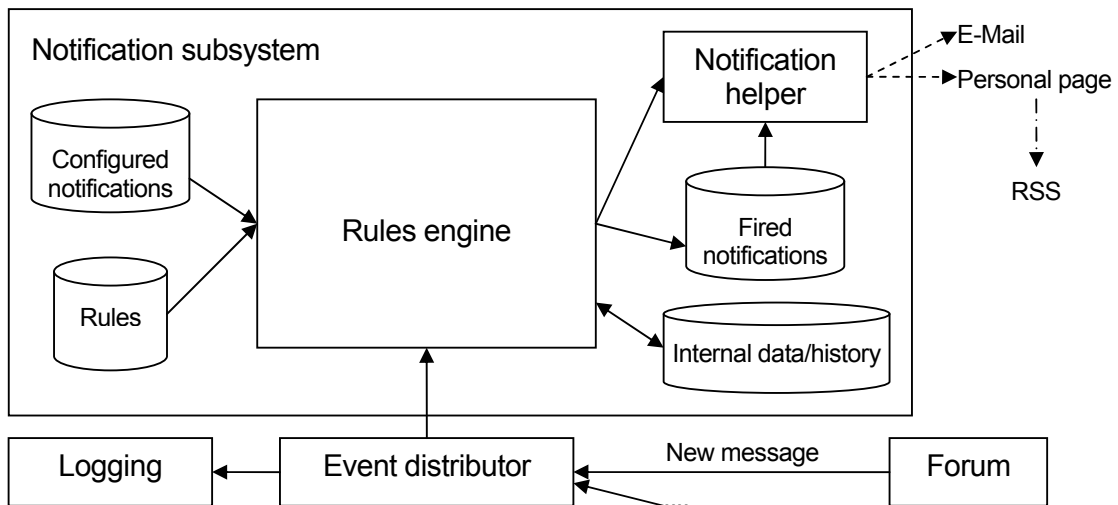 Notification subsystem
Notification
helper
E-Mail
Personal page
RSS
Configured
notifications
Rules engine
Fired
notifications
Rules
Internal data/history
Logging
Event distributor
New message
Forum
....